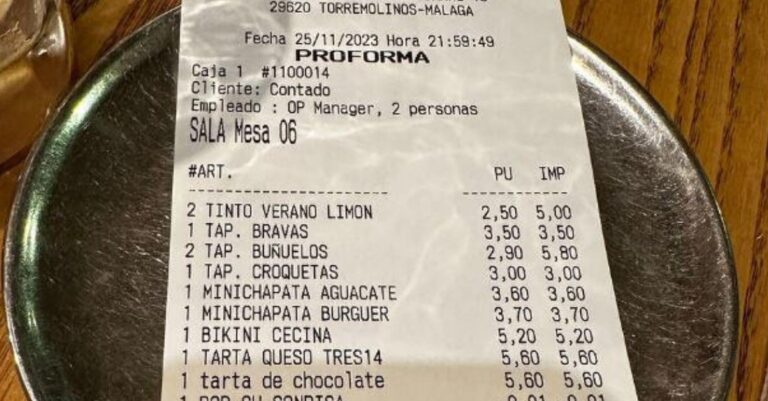 29620 TORREMOLINOS-MALAGA
Fecha 25/11/2023 Hora 21:59:49
PROFORMA
Caja 1 #1100014
Cliente: Contado
Empleado : OP Manager, 2 personas
SALA Mesa 06
#ART. PU IMP
2 TINTO VERANO LIMON 2,50 5,00
1 TAP. BRAVAS 3,50 3,50
2 TAP. BUÑUELOS 2,90 5,80
1 TAP. CROQUETAS 3,00 3,00
1 MINICHAPATA AGUACATE 3,60 3,60
1 MINICHAPATA BURGUER 3,70 3,70
1 BIKINI CECINA 5,20 5,20
1 TARTA QUESO TRES14 5,60 5,60
1 tarta de chocolate 5,60 5,60